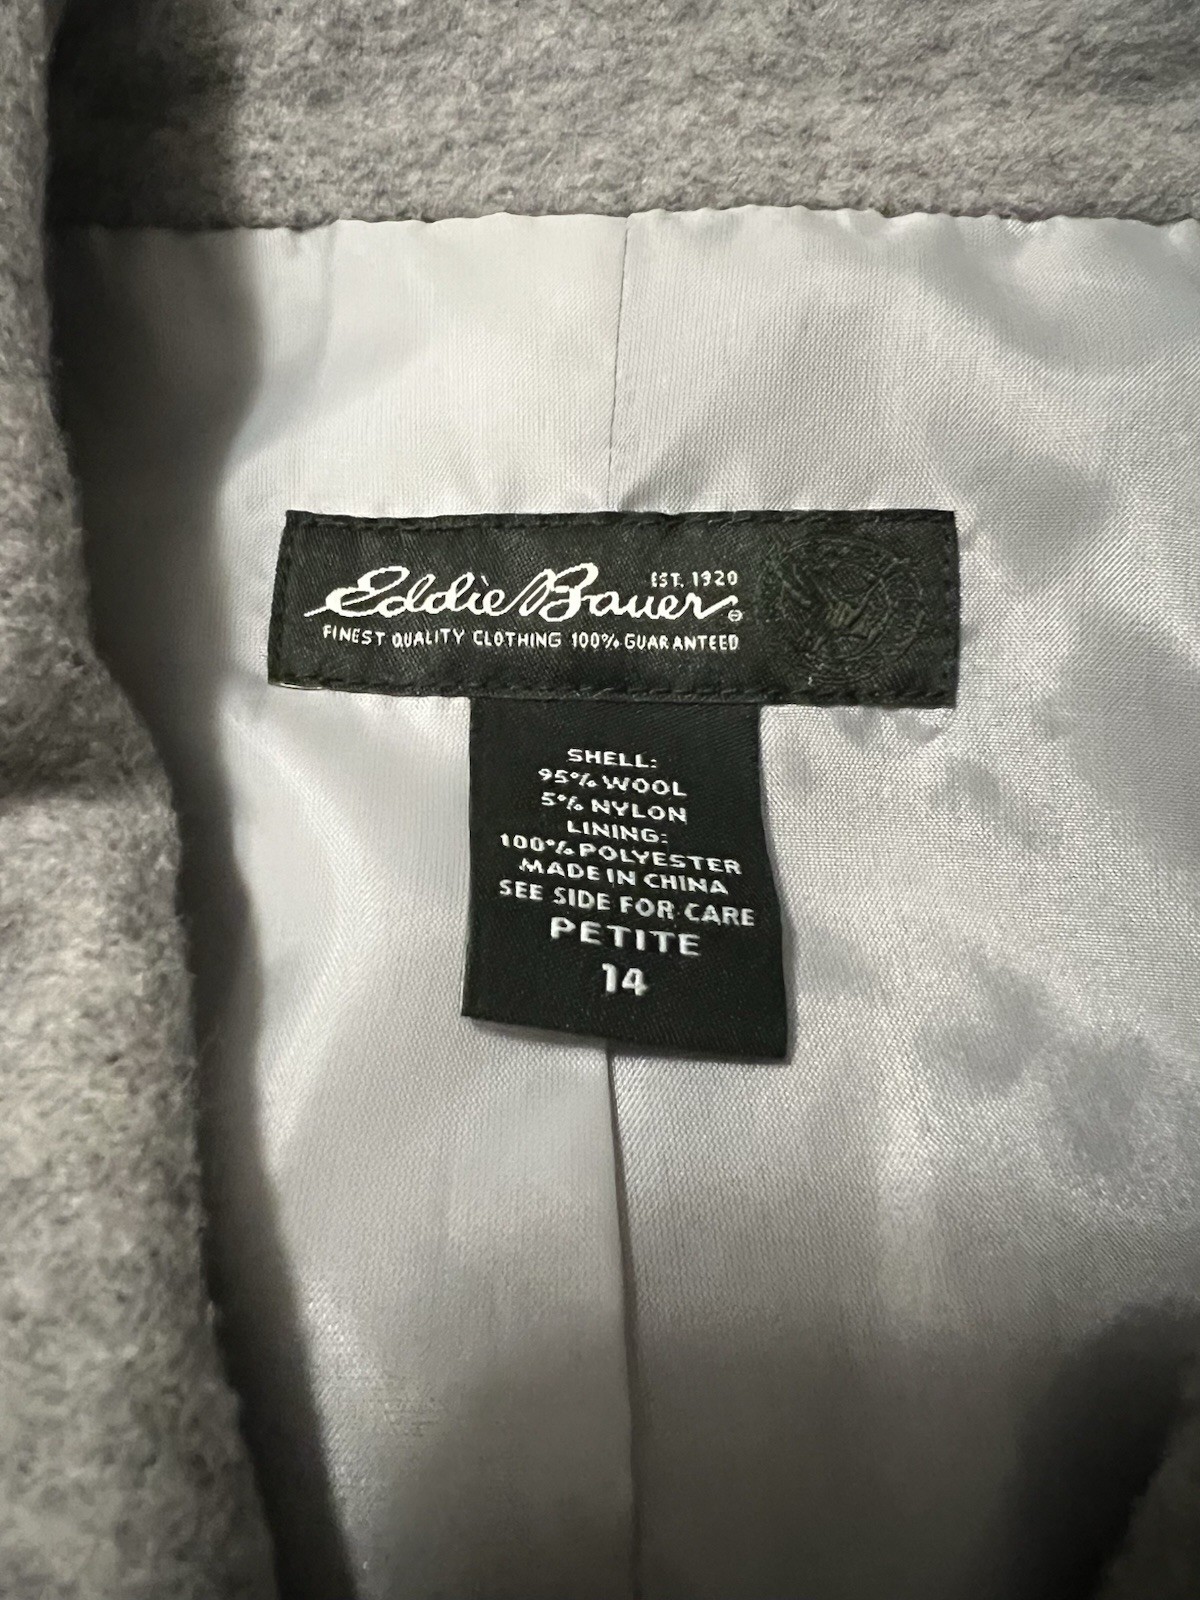 EST. 1920
Eddie Bauer
FINEST QUALITY CLOTHING 100% GUARANTEED
SHELL:
95% WOOL
5% NYLON
LINING:
100% POLYESTER
MADE IN CHINA
SEE SIDE FOR CARE
PETITE
14